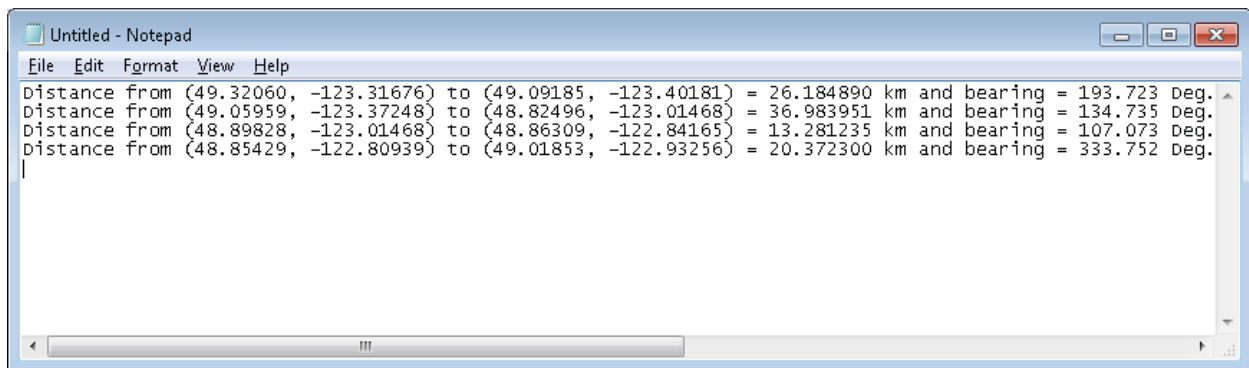 Untitled - Notepad
File Edit Format View Help
Distance from (49.32060, -123.31676) to (49.09185, -123.40181) = 26.184890 km and bearing = 193.723 Deg.
Distance from (49.05959, -123.37248) to (48.82496, -123.01468) = 36.983951 km and bearing = 134.735 Deg.
Distance from (48.89828, -123.01468) to (48.86309, -122.84165) = 13.281235 km and bearing = 107.073 Deg.
Distance from (48.85429, -122.80939) to (49.01853, -122.93256) = 20.372300 km and bearing = 333.752 Deg.